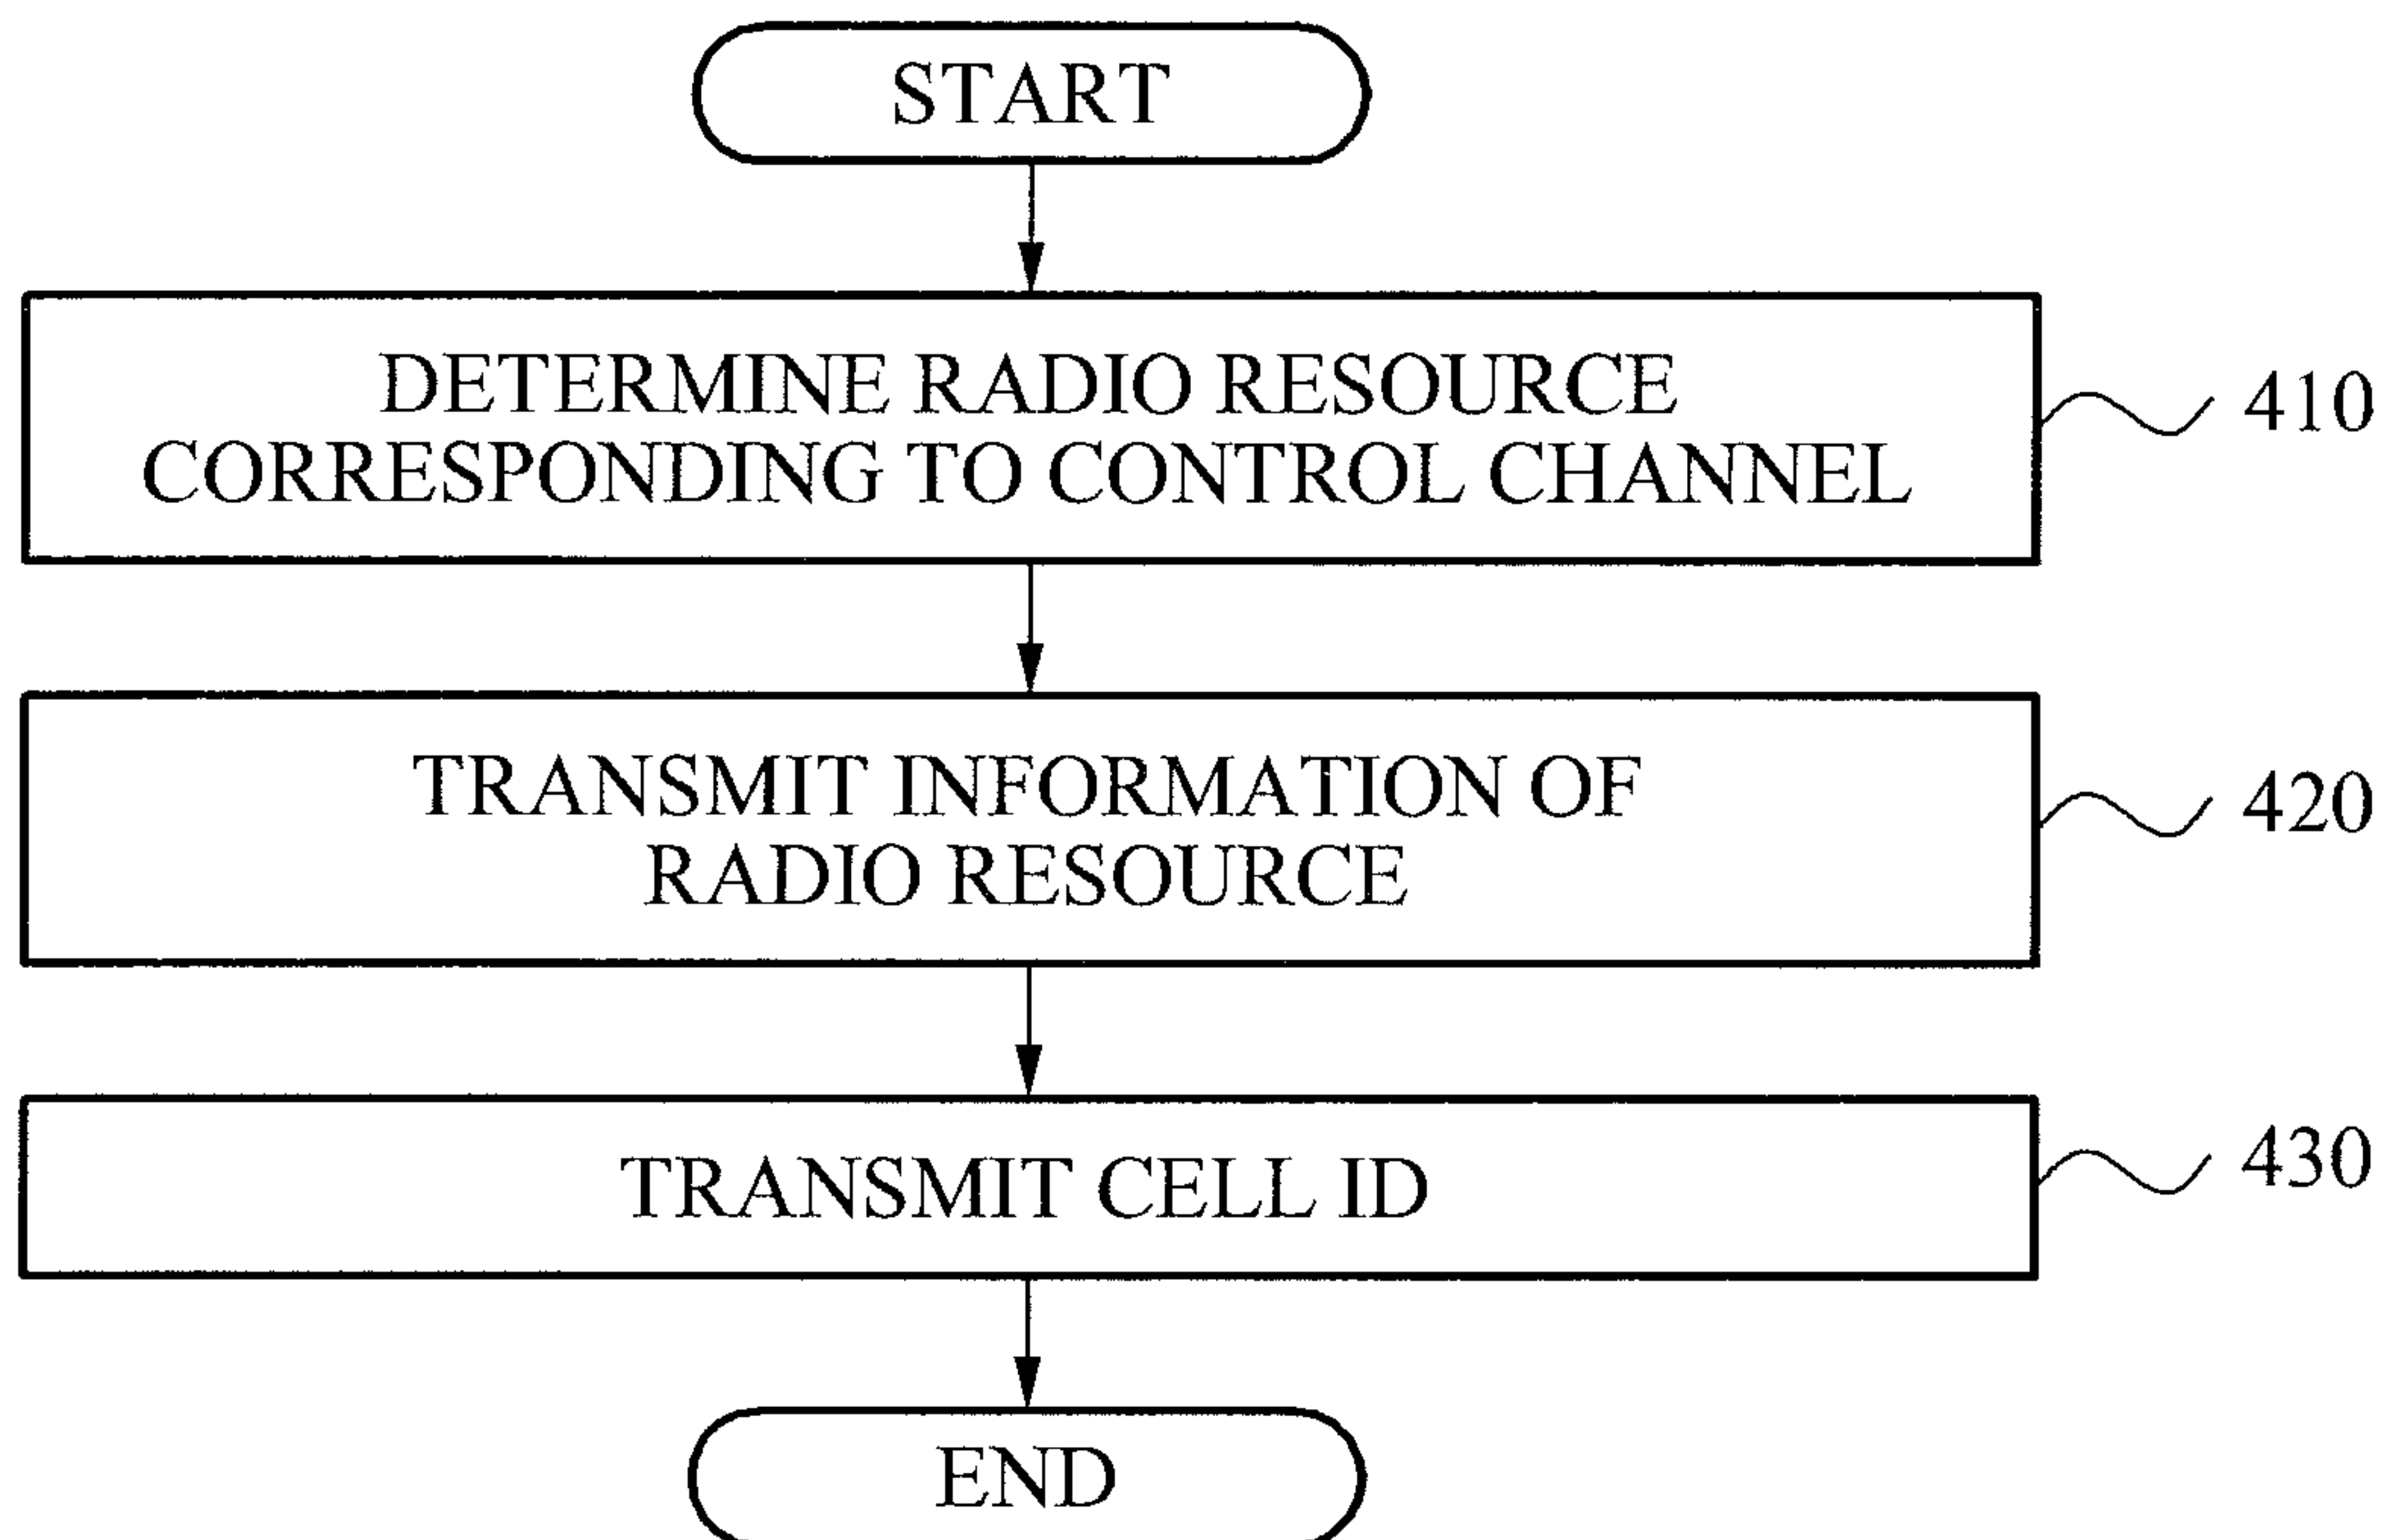 START
DETERMINE RADIO RESOURCE
CORRESPONDING TO CONTROL CHANNEL
410
TRANSMIT INFORMATION OF
RADIO RESOURCE
420
TRANSMIT CELL ID
430
END